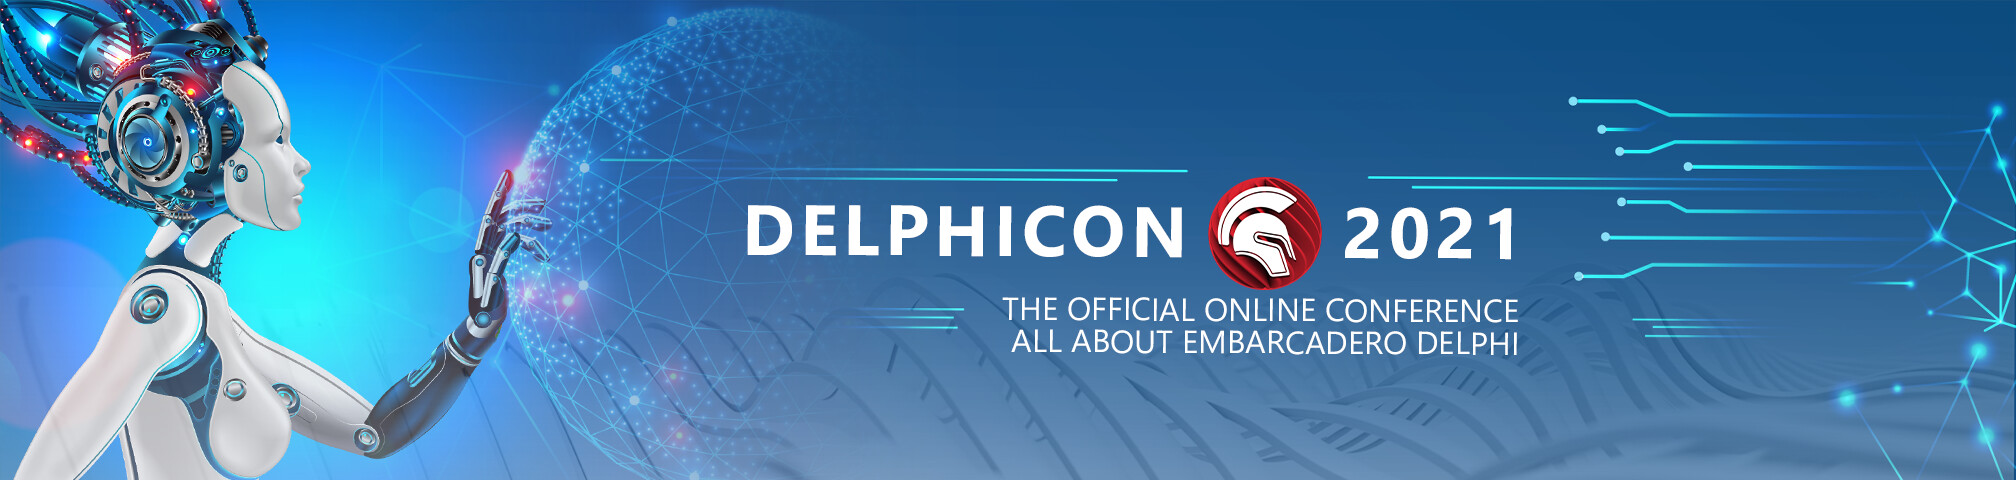 DELPHICON 2021
THE OFFICIAL ONLINE CONFERENCE
ALL ABOUT EMBARCADERO DELPHI